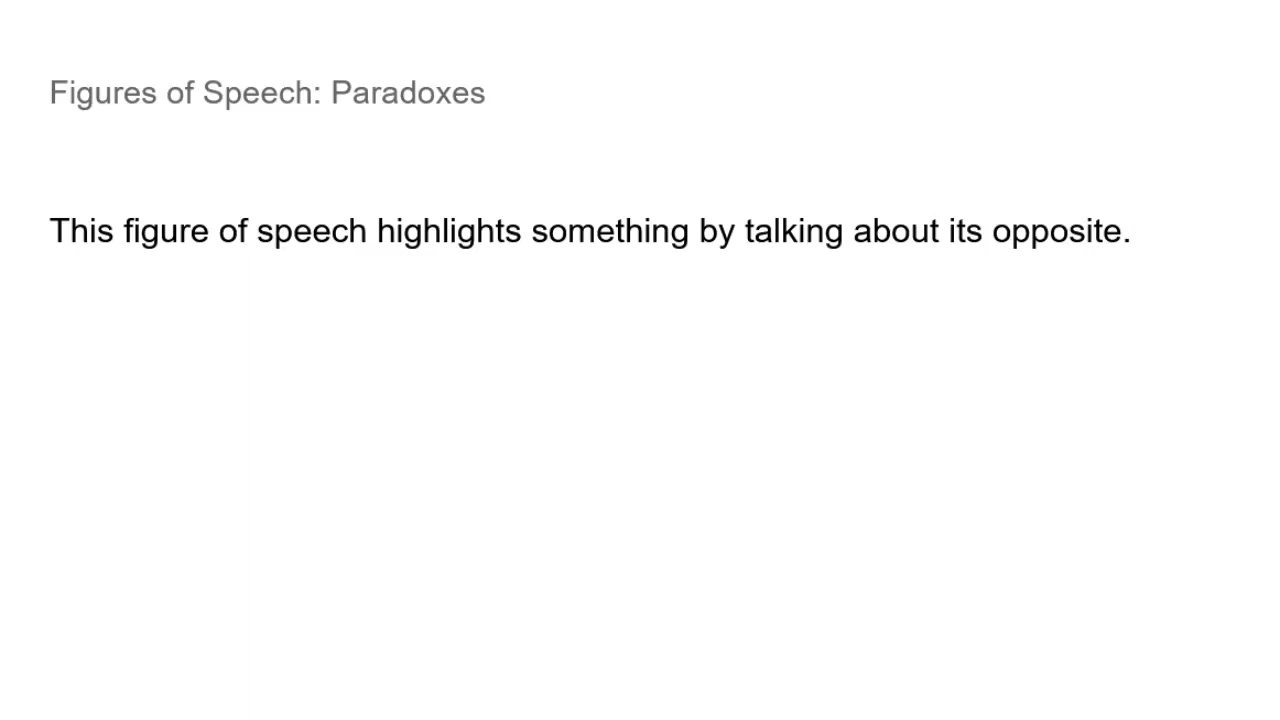 Figures of Speech: Paradoxes
This figure of speech highlights something by talking about its opposite.